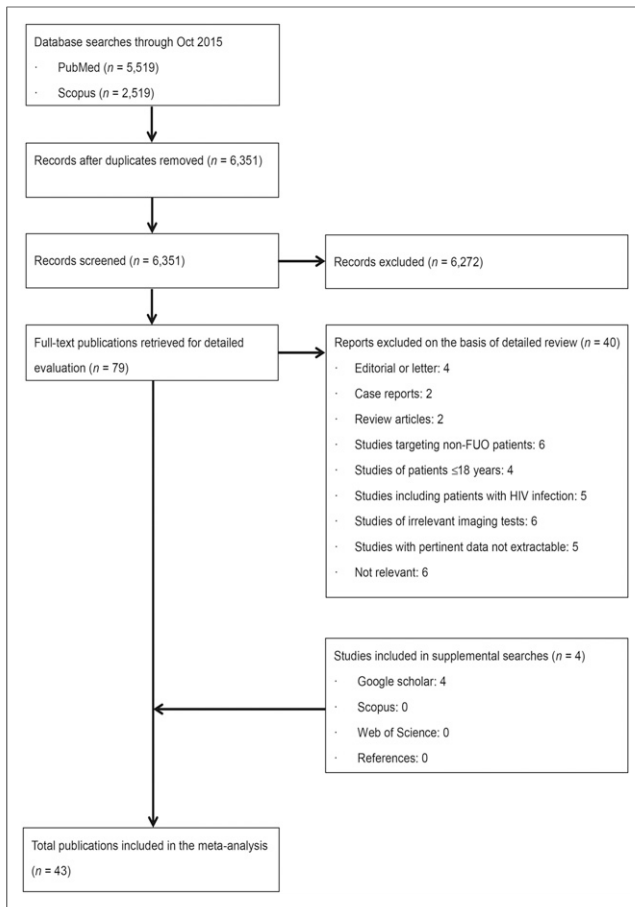 Database searches through Oct 2015
· PubMed (n = 5,519)
· Scopus (n = 2,519)
Records after duplicates removed (n = 6,351)
Records screened (n = 6,351)
Records excluded (n = 6,272)
Full-text publications retrieved for detailed
evaluation (n = 79)
Reports excluded on the basis of detailed review (n = 40)
· Editorial or letter: 4
· Case reports: 2
· Review articles: 2
· Studies targeting non-FUO patients: 6
· Studies of patients ≤18 years: 4
· Studies including patients with HIV infection: 5
· Studies of irrelevant imaging tests: 6
· Studies with pertinent data not extractable: 5
· Not relevant: 6
Studies included in supplemental searches (n = 4)
· Google scholar: 4
· Scopus: 0
· Web of Science: 0
· References: 0
Total publications included in the meta-analysis
(n = 43)